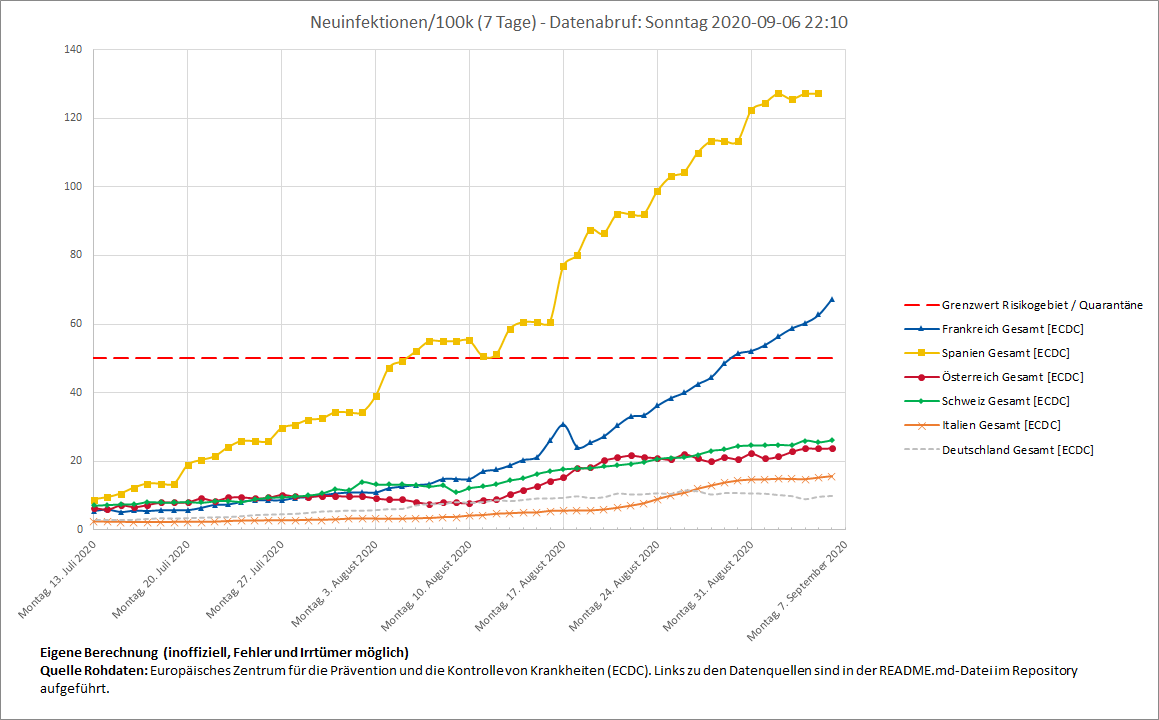 Neuinfektionen/100k (7 Tage) - Datenabruf: Sonntag 2020-09-06 22:10
140
120
100
80
60
40
20
0
Montag, 13. Juli 2020
Montag, 20. Juli 2020
Montag, 27. Juli 2020
Montag, 3. August 2020
Montag, 10. August 2020
Montag, 17. August 2020
Montag, 24. August 2020
Montag, 31. August 2020
Montag, 7. September 2020
Grenzwert Risikogebiet / Quarantäne
Frankreich Gesamt [ECDC]
Spanien Gesamt [ECDC]
Österreich Gesamt [ECDC]
Schweiz Gesamt [ECDC]
Italien Gesamt [ECDC]
Deutschland Gesamt [ECDC]
Eigene Berechnung (inoffiziell, Fehler und Irrtümer möglich)
Quelle Rohdaten: Europäisches Zentrum für die Prävention und die Kontrolle von Krankheiten (ECDC). Links zu den Datenquellen sind in der README.md-Datei im Repository
aufgeführt.